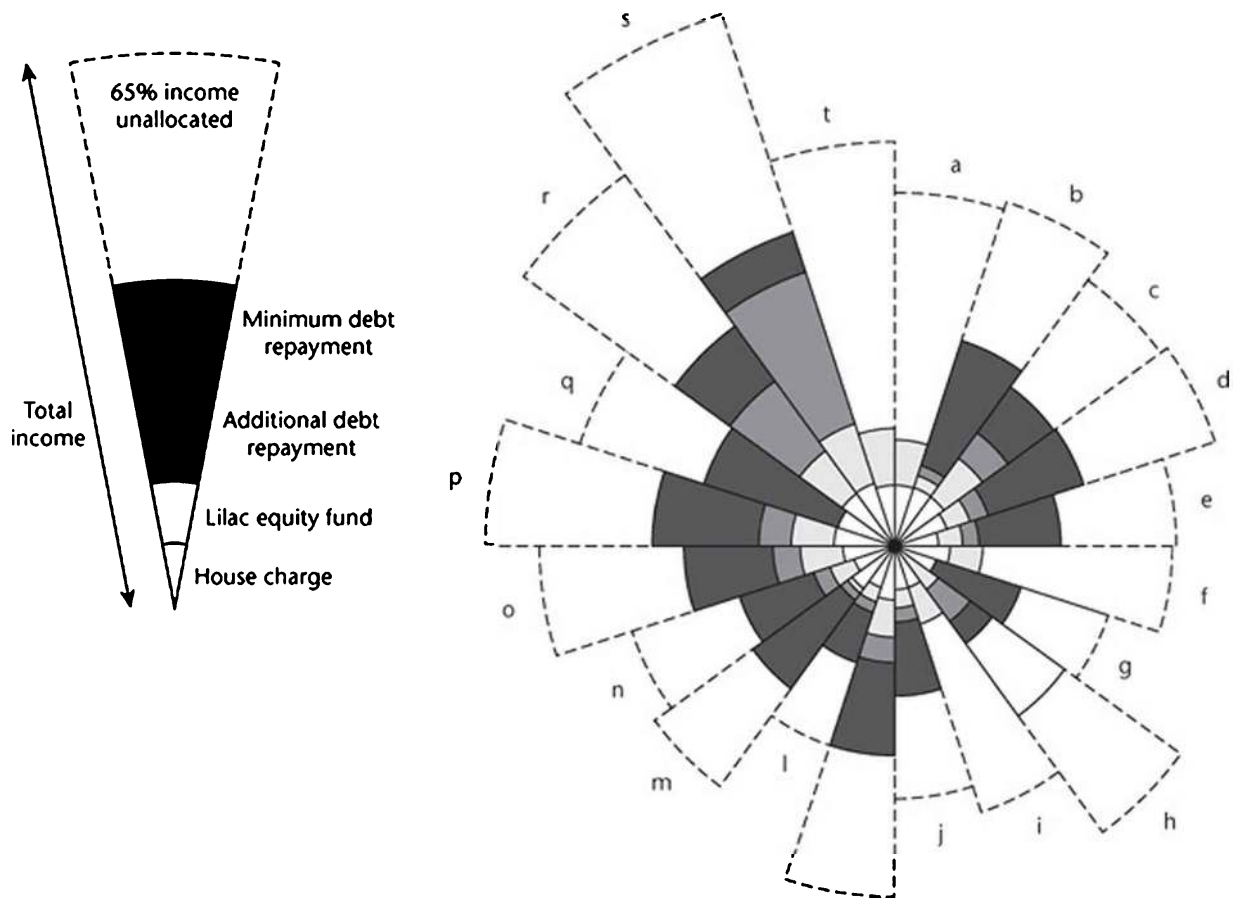 65% income
unallocated
Minimum debt
repayment
Total
income
Additional debt
repayment
Lilac equity fund
House charge
s
t
a
b
r
c
q
d
p
e
o
f
n
g
m
l
j
i
h